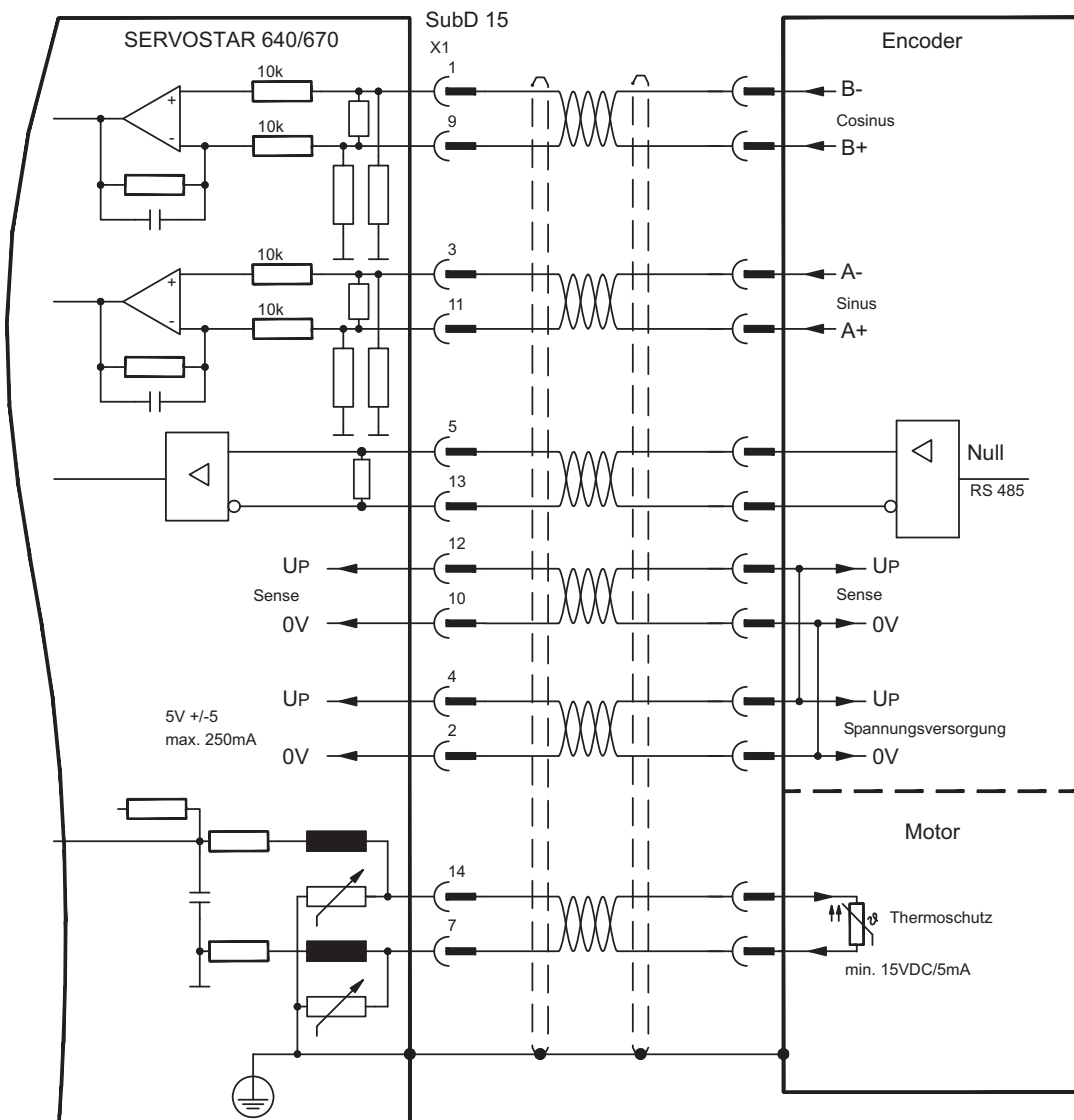 SubD 15
SERVOSTAR 640/670
X1
Encoder
10k
1
B-
+
Cosinus
-
10k
9
B+
10k
3
A-
+
Sinus
-
10k
11
A+
5
Null
13
RS 485
12
UP
UP
Sense
Sense
10
0V
0V
4
UP
UP
5V +/-5
max. 250mA
Spannungsversorgung
2
0V
0V
Motor
14
ϑ Thermoschutz
7
min. 15VDC/5mA